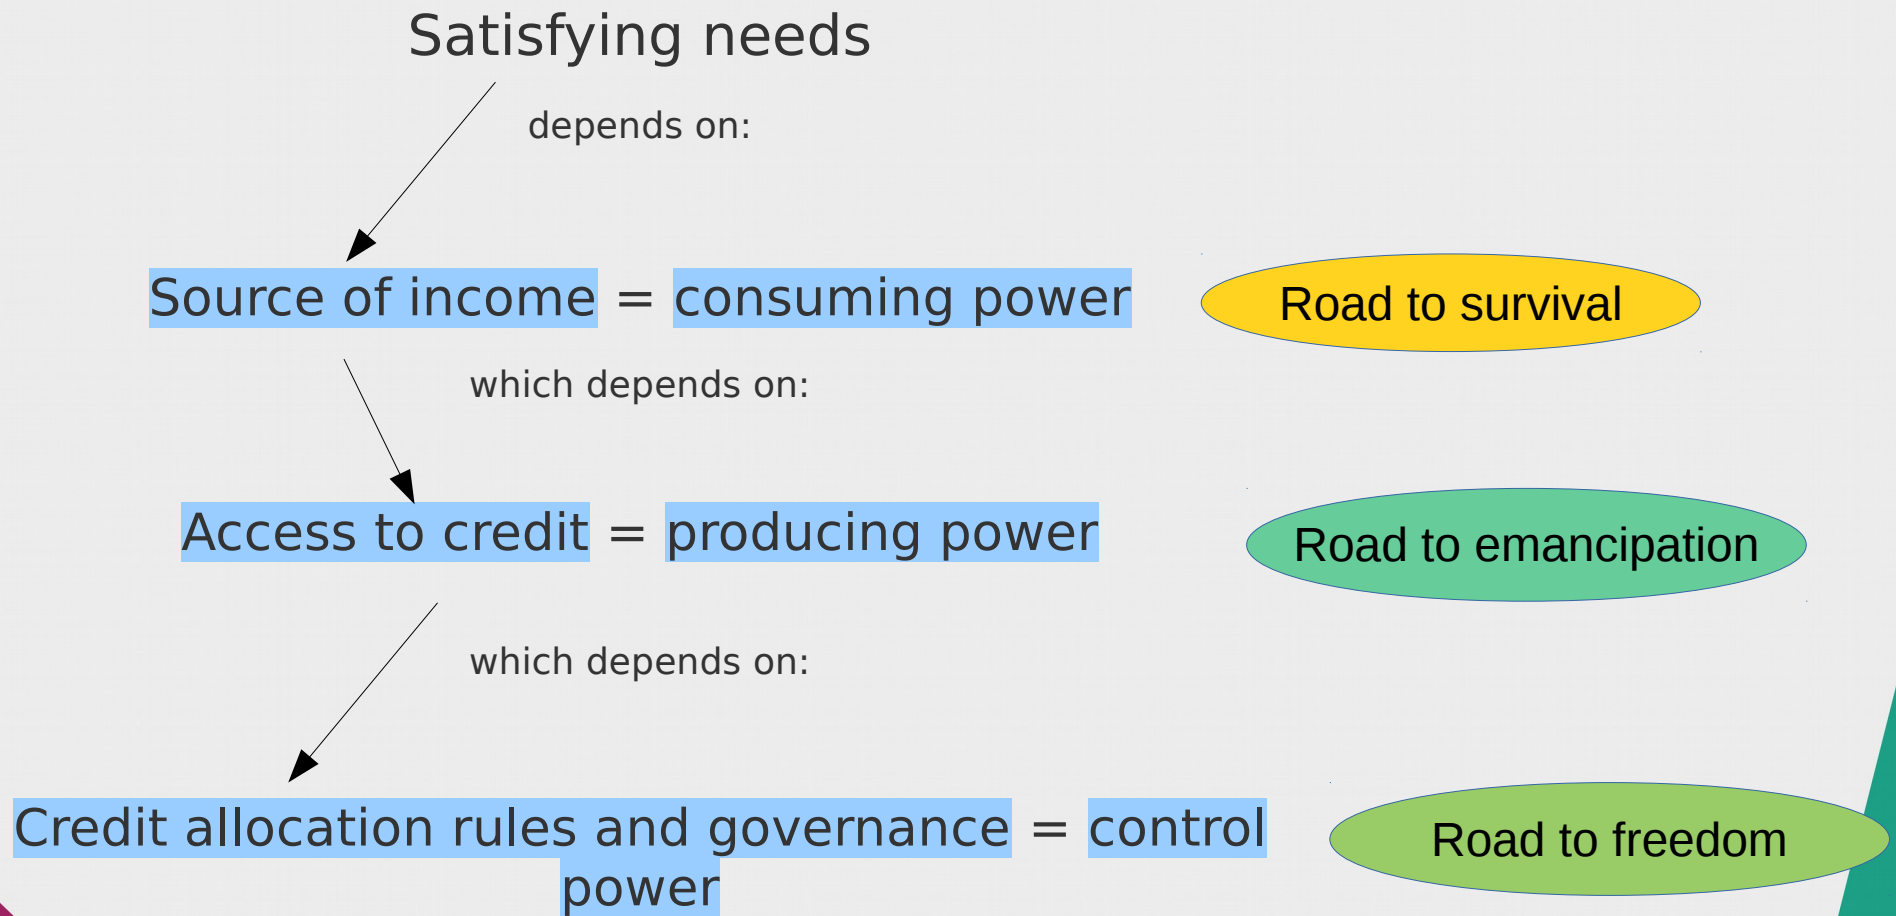 Satisfying needs
depends on:
Source of income = consuming power
Road to survival
which depends on:
Access to credit = producing power
Road to emancipation
which depends on:
Credit allocation rules and governance = control
power
Road to freedom